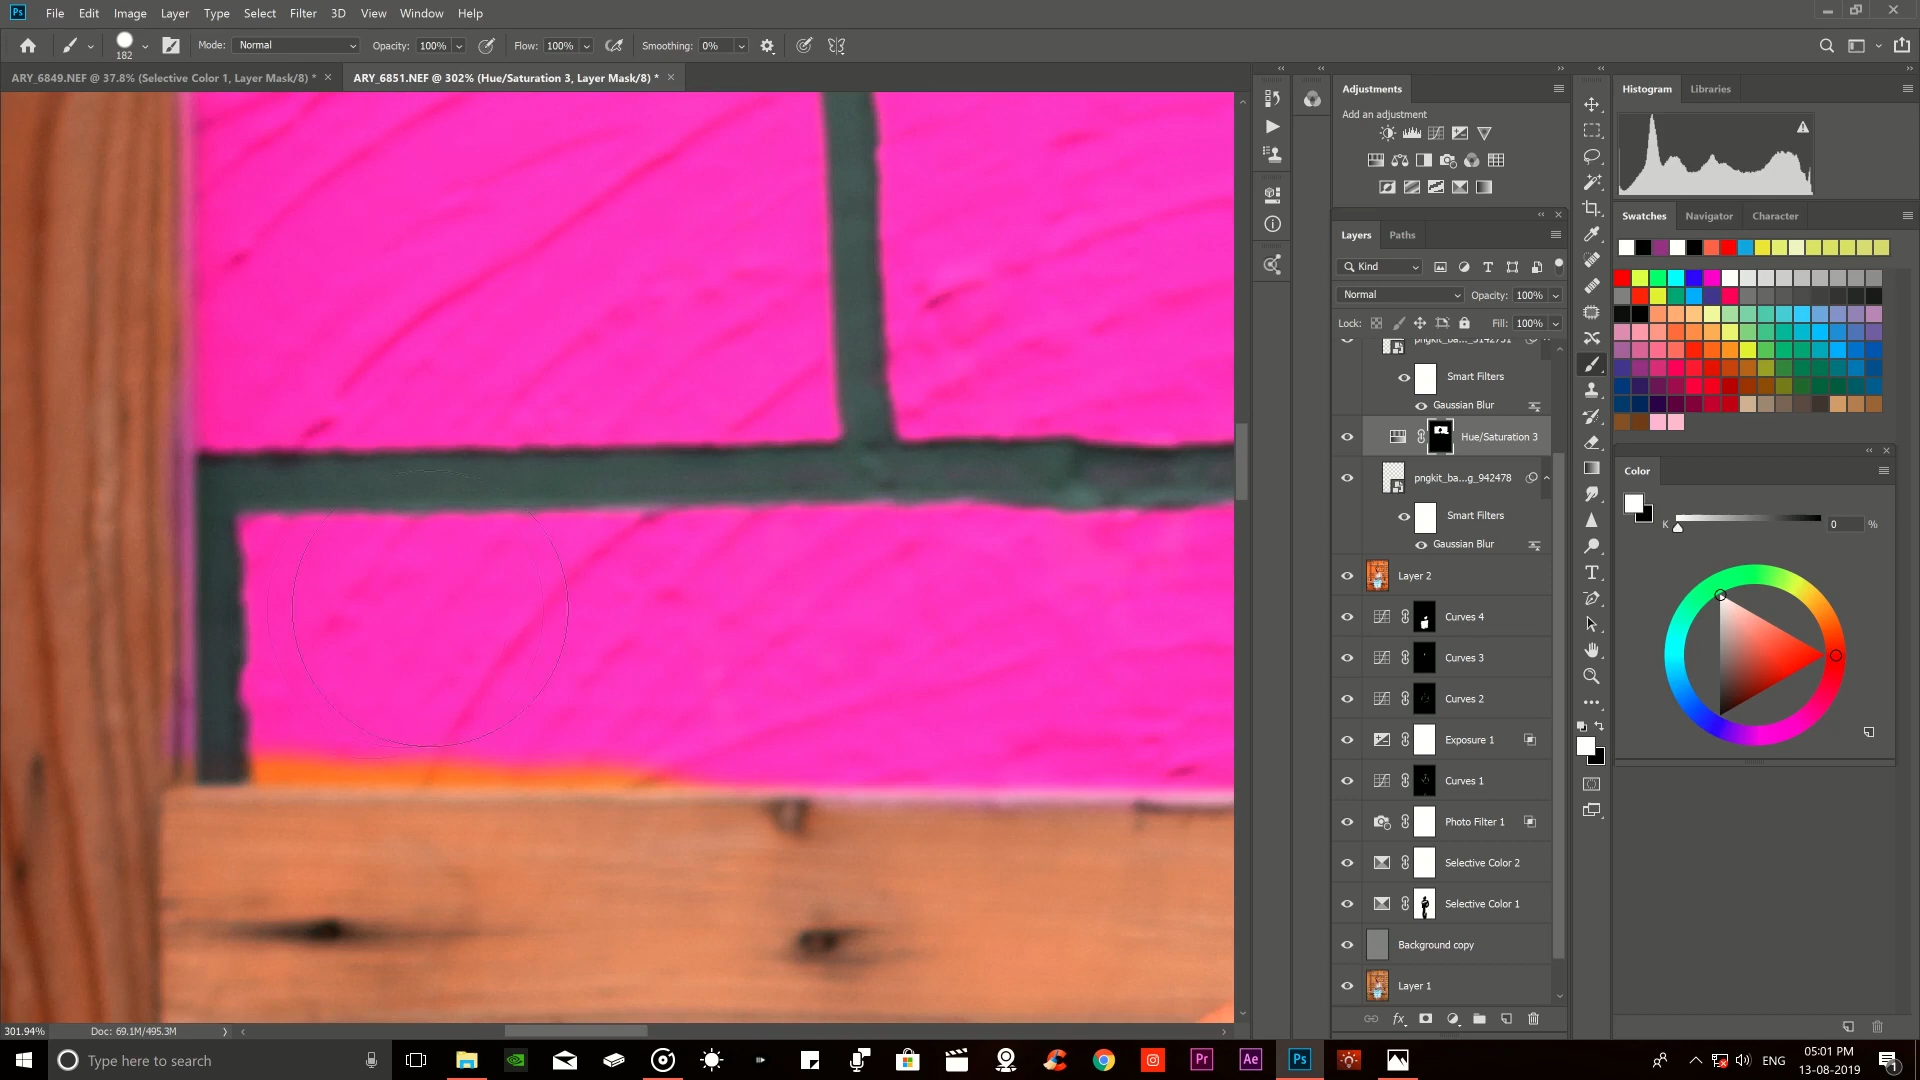 Ps File Edit Image Layer Type Select Filter 3D View Window Help
182 Mode: Normal Opacity: 100% Flow: 100% Smoothing: 0%
ARY_6849.NEF @ 37.8% (Selective Color 1, Layer Mask/8) * × ARY_6851.NEF @ 302% (Hue/Saturation 3, Layer Mask/8) * ×
Adjustments
Add an adjustment
Histogram Libraries
Swatches Navigator Character
Layers Paths
Kind
Normal Opacity: 100%
Lock: Fill: 100%
Smart Filters
Gaussian Blur
Hue/Saturation 3
pngkit_ba...g_942478
Smart Filters
Gaussian Blur
Layer 2
Curves 4
Curves 3
Curves 2
Exposure 1
Curves 1
Photo Filter 1
Selective Color 2
Selective Color 1
Background copy
Layer 1
fx
Color
K 0 %
301.94% Doc: 69.1M/495.3M
Type here to search
Pr Ae Ps
ENG
05:01 PM
13-08-2019
1